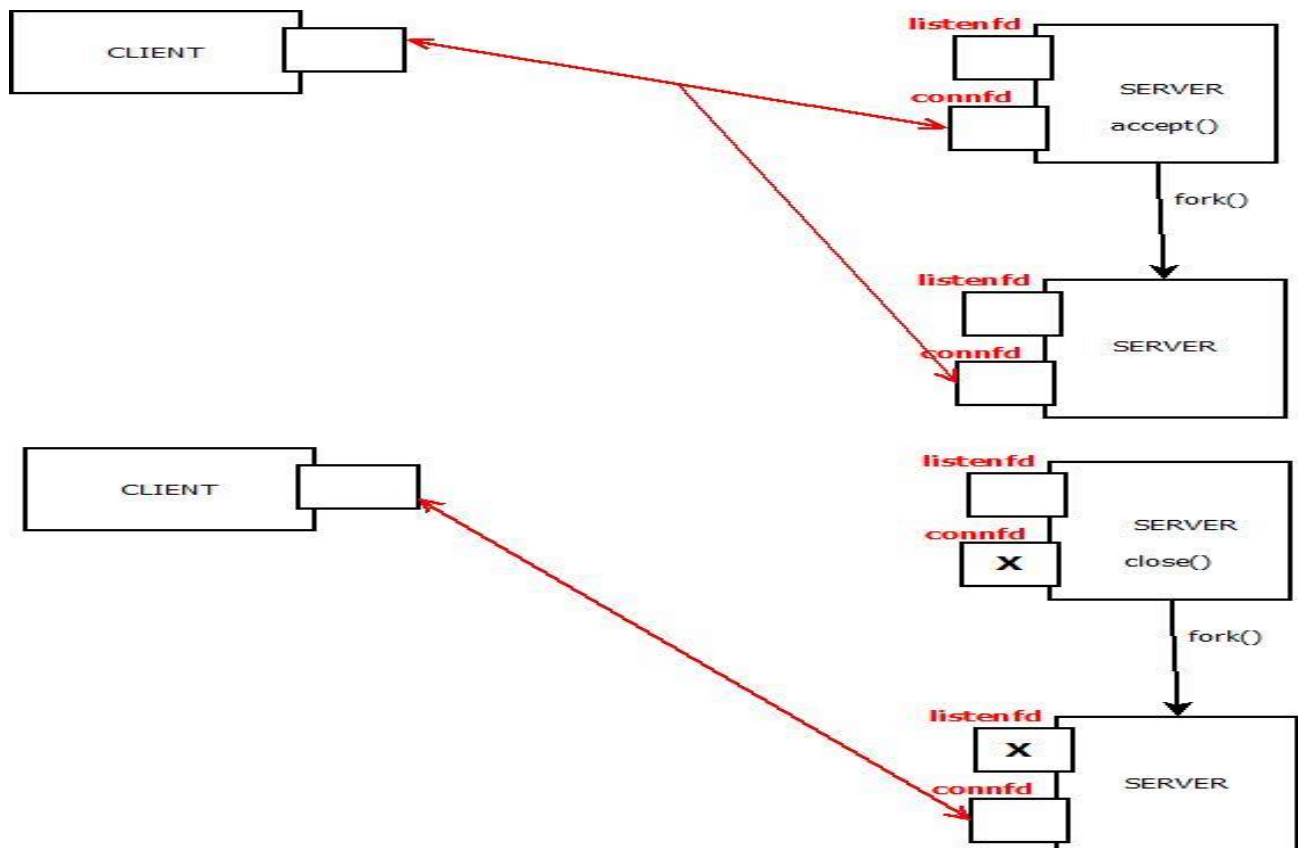 CLIENT
listenfd
connfd
SERVER
accept()
fork()
listenfd
connfd
SERVER
CLIENT
listenfd
connfd
X
SERVER
close()
fork()
listenfd
X
connfd
SERVER